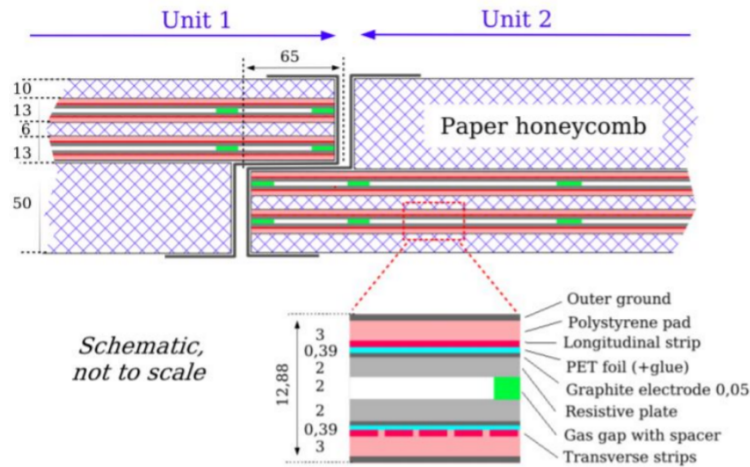 Unit 1
Unit 2
65
10
13
6
13
50
Paper honeycomb
Schematic,
not to scale
12,88
3
0,39
2
2
2
0,39
3
Outer ground
Polystyrene pad
Longitudinal strip
PET foil (+glue)
Graphite electrode 0,05
Resistive plate
Gas gap with spacer
Transverse strips